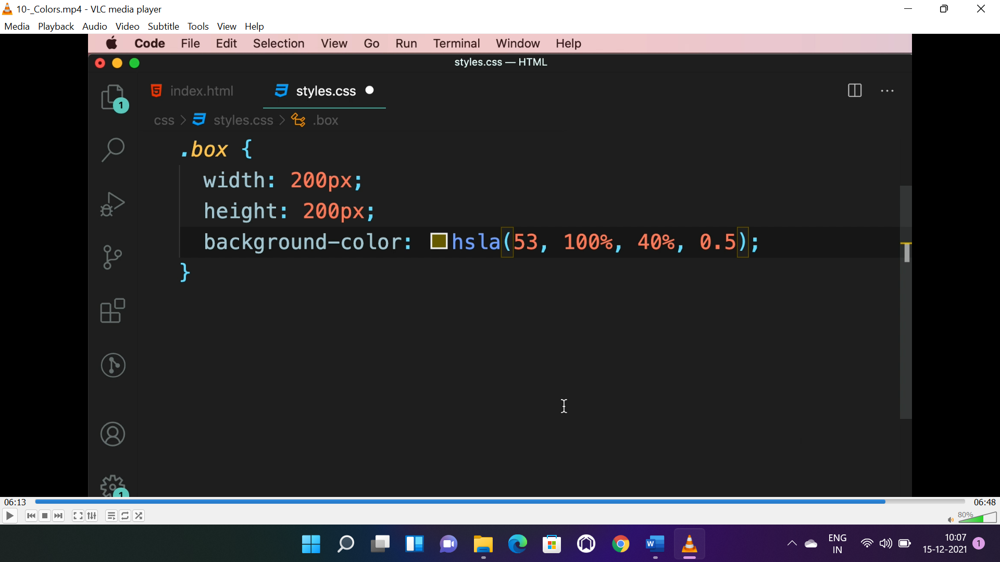 10-_Colors.mp4 - VLC media player
Media Playback Audio Video Subtitle Tools View Help
Code File Edit Selection View Go Run Terminal Window Help
styles.css — HTML
1
index.html
styles.css
css > styles.css > .box
.box {
width: 200px;
height: 200px;
background-color: hsla(53, 100%, 40%, 0.5);
}
1
06:13
06:48
80%
W
ENG
IN
10:07
15-12-2021
1